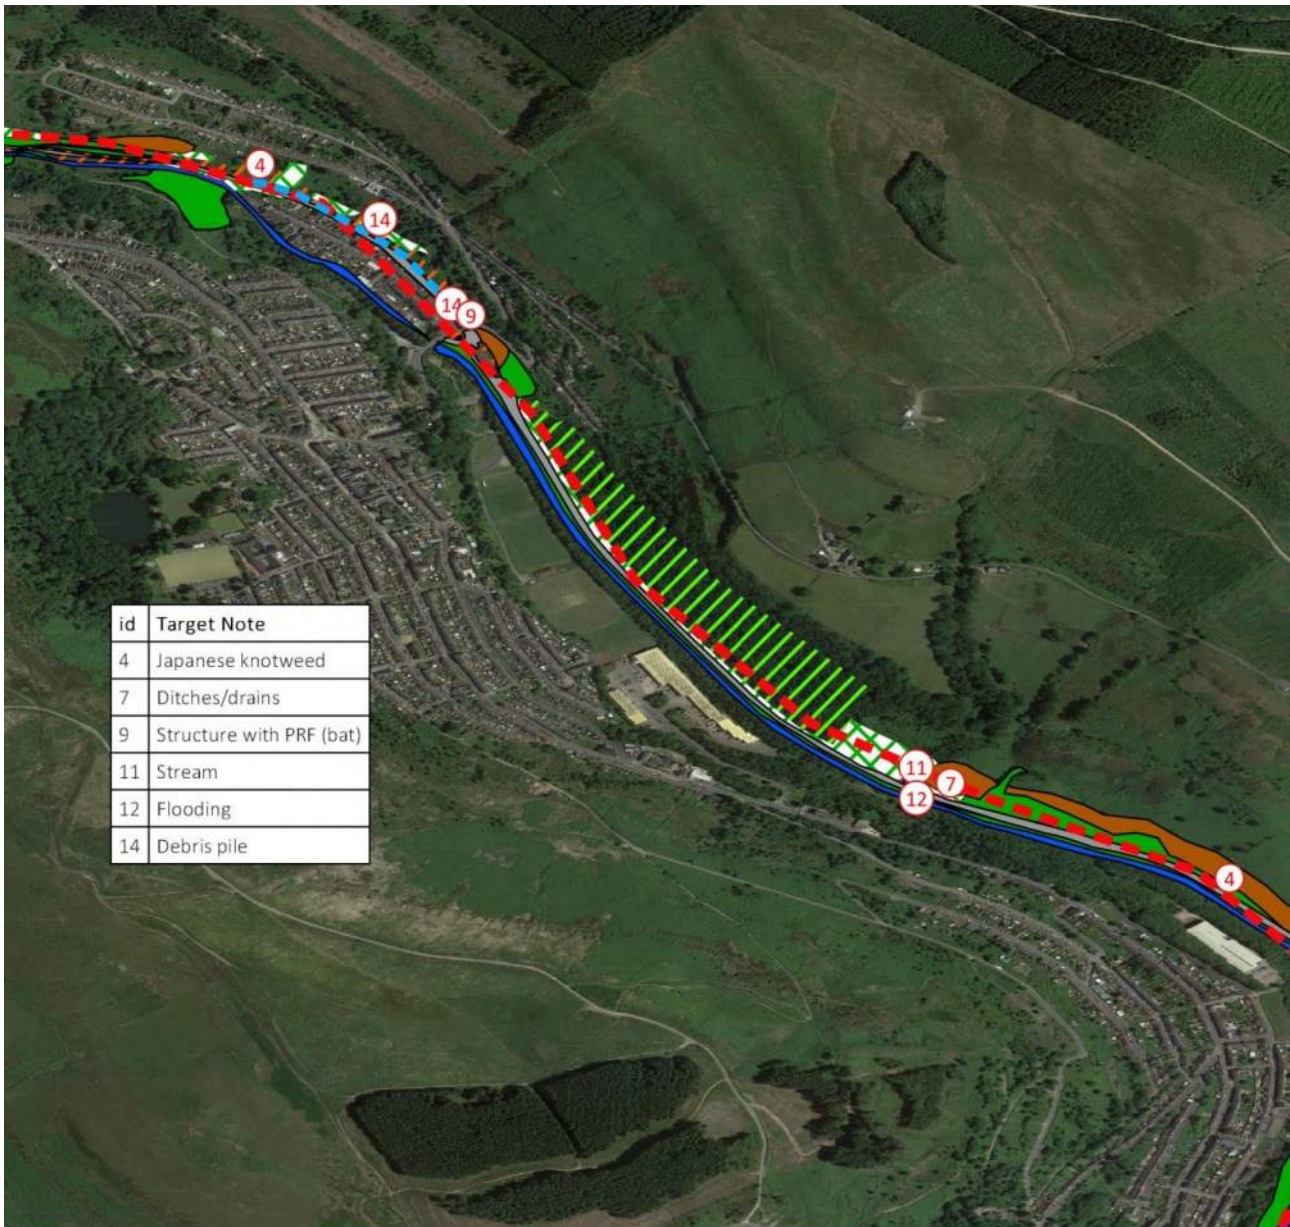 4
14
14
9
id Target Note
4 Japanese knotweed
7 Ditches/drains
9 Structure with PRF (bat)
11 Stream
12 Flooding
14 Debris pile
11
7
12
4